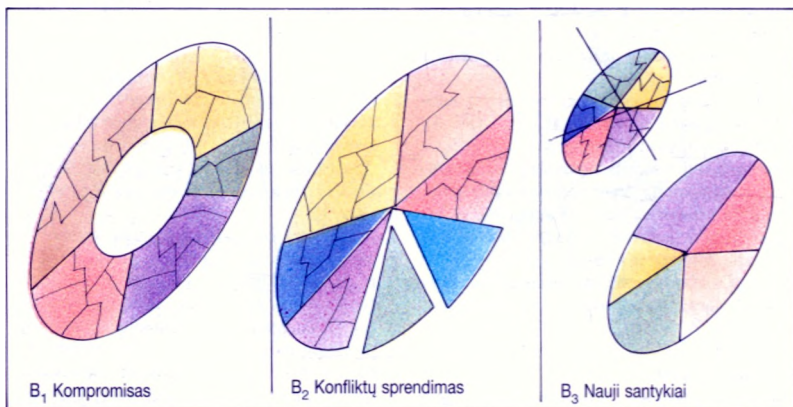 B₁ Kompromisas
B₂ Konfliktų sprendimas
B₃ Nauji santykiai